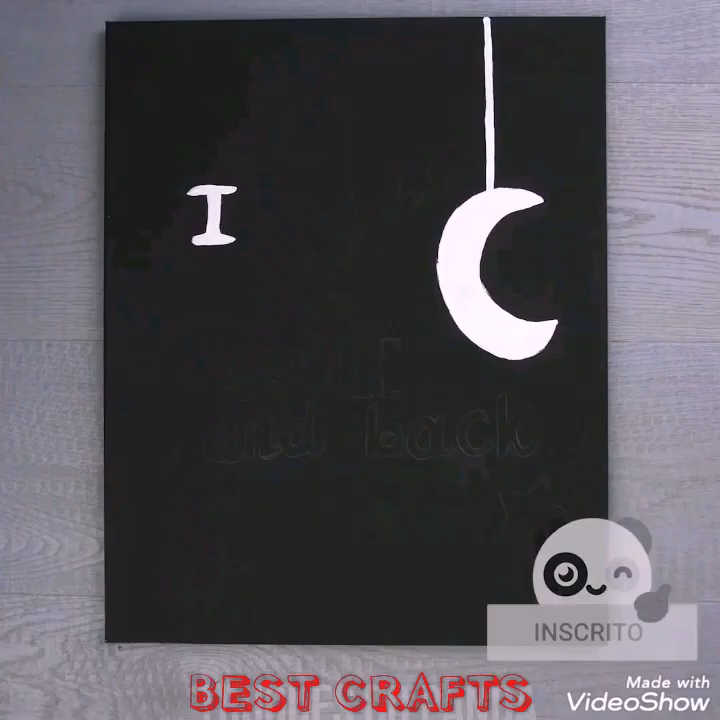 I
and back
INSCRITO
BEST CRAFTS
Made with
VideoShow